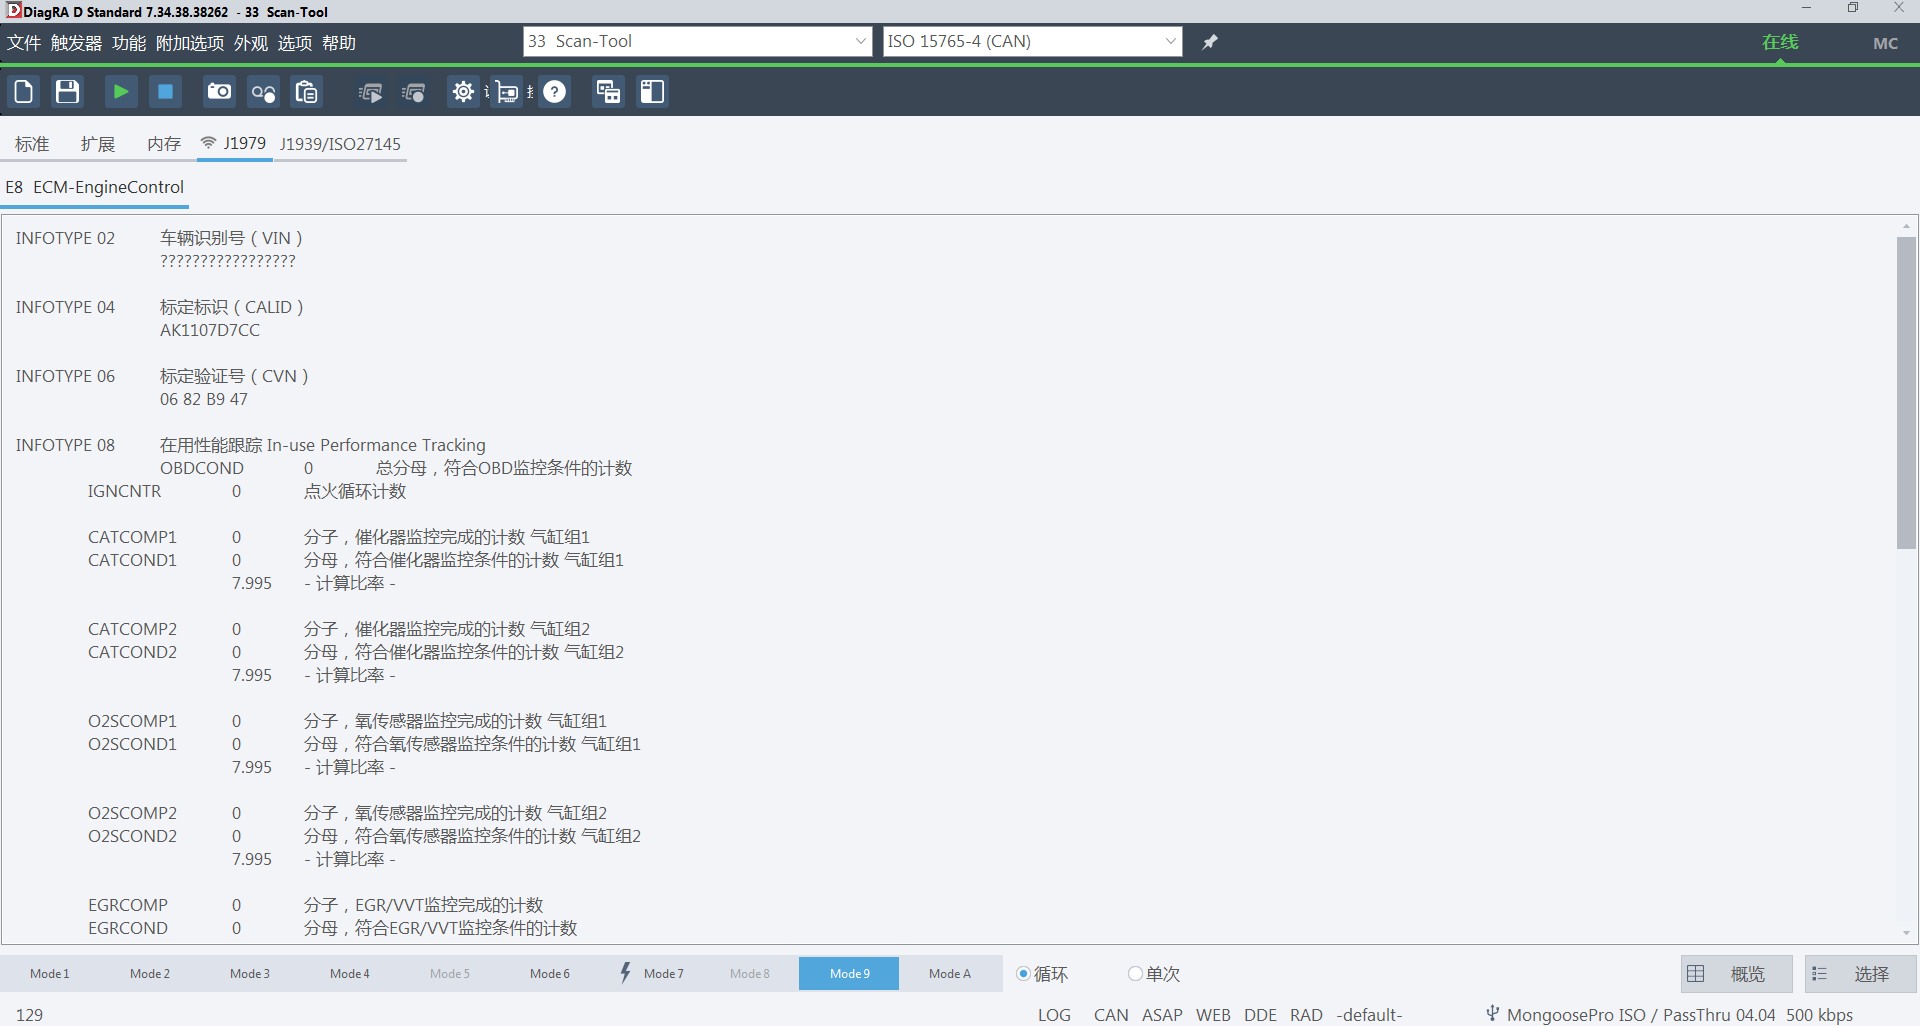 DiagRA D Standard 7.34.38.38262  - 33  Scan-Tool
文件 触发器 功能 附加选项 外观 选项 帮助
33  Scan-Tool
ISO 15765-4 (CAN)
在线
MC
标准 扩展 内存 J1979 J1939/ISO27145
E8  ECM-EngineControl
INFOTYPE 02 车辆识别号 ( VIN )
?????????????????
INFOTYPE 04 标定标识 ( CALID )
AK1107D7CC
INFOTYPE 06 标定验证号 ( CVN )
06 82 B9 47
INFOTYPE 08 在用性能跟踪 In-use Performance Tracking
OBDCOND 0 总分母，符合OBD监控条件的计数
IGNCNTR 0 点火循环计数
CATCOMP1 0 分子，催化器监控完成的计数 气缸组1
CATCOND1 0 分母，符合催化器监控条件的计数 气缸组1
7.995 - 计算比率 -
CATCOMP2 0 分子，催化器监控完成的计数 气缸组2
CATCOND2 0 分母，符合催化器监控条件的计数 气缸组2
7.995 - 计算比率 -
O2SCOMP1 0 分子，氧传感器监控完成的计数 气缸组1
O2SCOND1 0 分母，符合氧传感器监控条件的计数 气缸组1
7.995 - 计算比率 -
O2SCOMP2 0 分子，氧传感器监控完成的计数 气缸组2
O2SCOND2 0 分母，符合氧传感器监控条件的计数 气缸组2
7.995 - 计算比率 -
EGRCOMP 0 分子，EGR/VVT监控完成的计数
EGRCOND 0 分母，符合EGR/VVT监控条件的计数
Mode 1 Mode 2 Mode 3 Mode 4 Mode 5 Mode 6 Mode 7 Mode 8 Mode 9 Mode A 循环 单次 概览 选择
129 LOG CAN ASAP WEB DDE RAD -default- MongoosePro ISO / PassThru 04.04 500 kbps